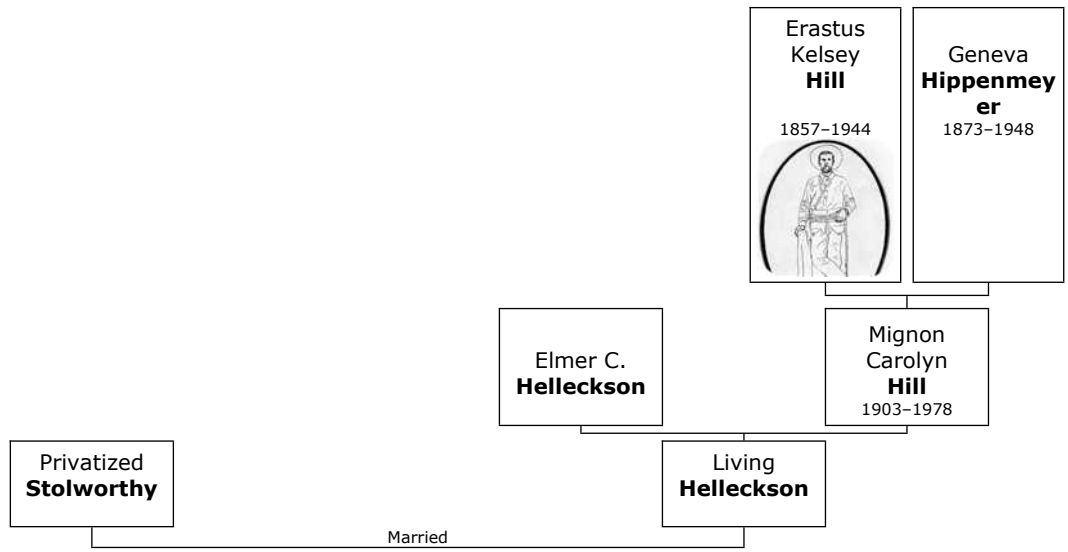 Erastus
Kelsey
Hill
1857–1944
Geneva
Hippenmey
er
1873–1948
Elmer C.
Helleckson
Mignon
Carolyn
Hill
1903–1978
Privatized
Stolworthy
Living
Helleckson
Married